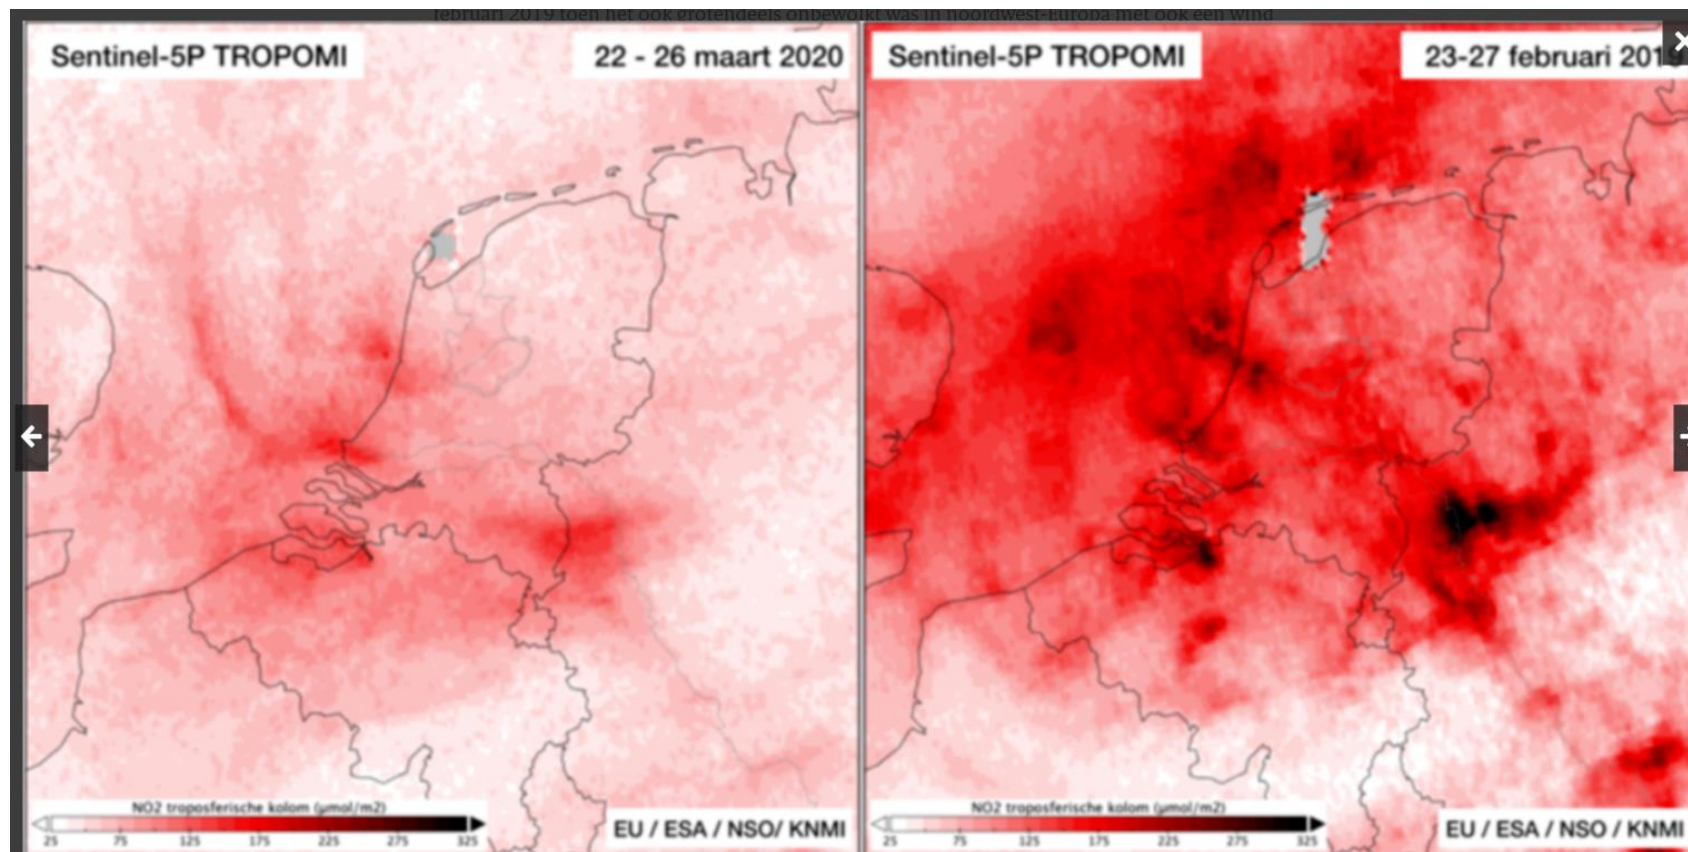 februari 2019 toen het ook grotendeels onbewolkt was in noordwest-Europa met ook een wind
Sentinel-5P TROPOMI
22 - 26 maart 2020
Sentinel-5P TROPOMI
23-27 februari 2019
NO2 troposferische kolom (µmol/m2)
25 75 125 175 225 275 325
EU / ESA / NSO/ KNMI
NO2 troposferische kolom (µmol/m2)
25 75 125 175 225 275 325
EU / ESA / NSO / KNMI